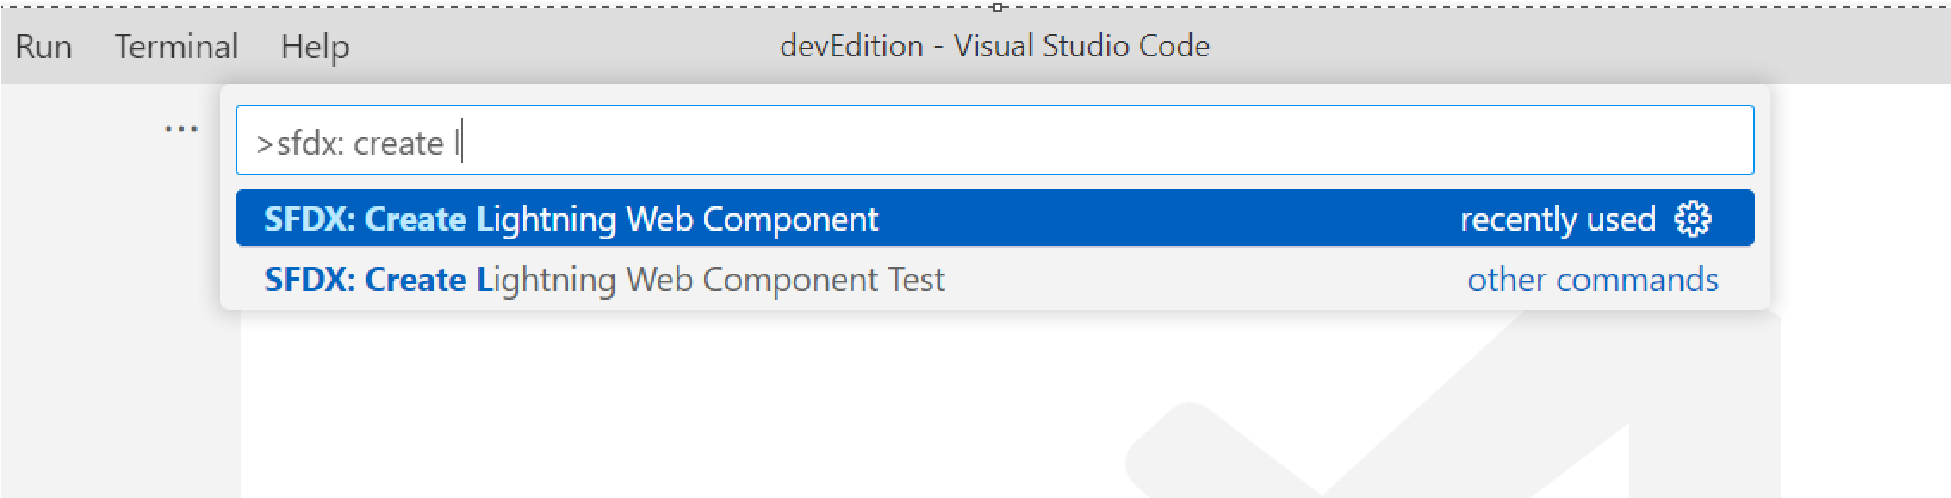 Run Terminal Help devEdition - Visual Studio Code
...
>sfdx: create l
SFDX: Create Lightning Web Component recently used
SFDX: Create Lightning Web Component Test other commands